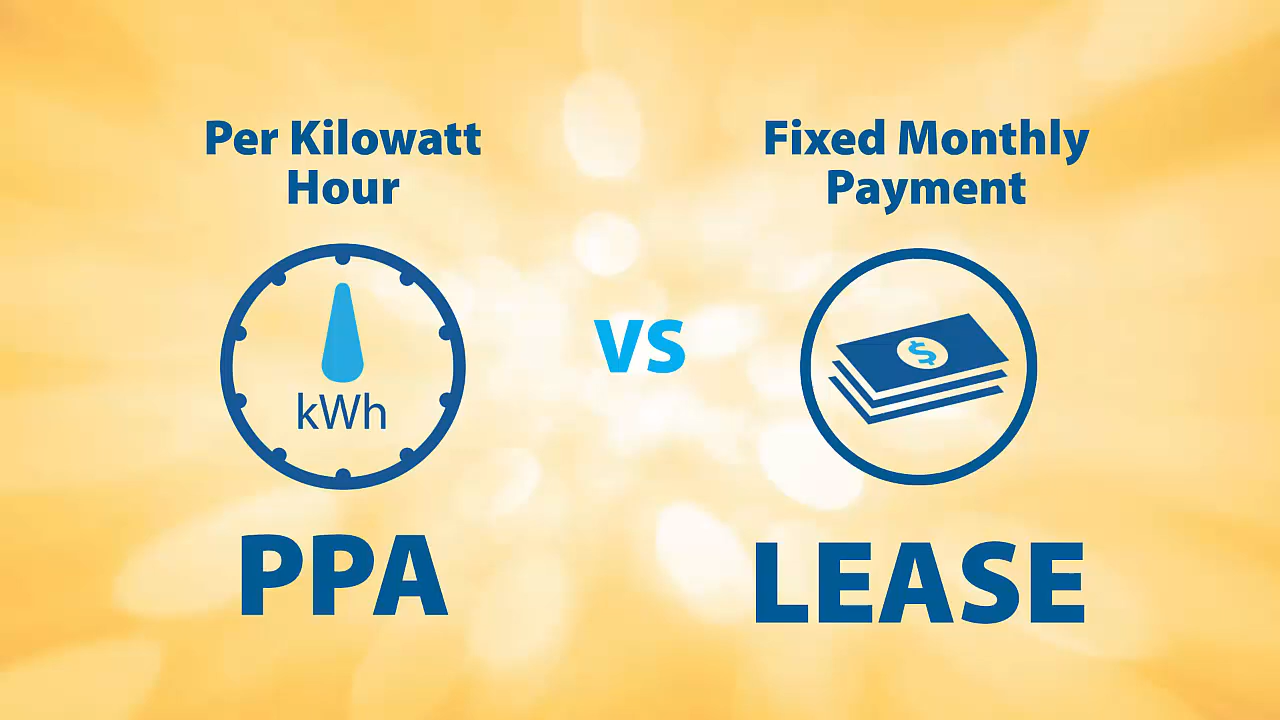 Per Kilowatt
Hour
kWh
PPA
VS
Fixed Monthly
Payment
$
LEASE